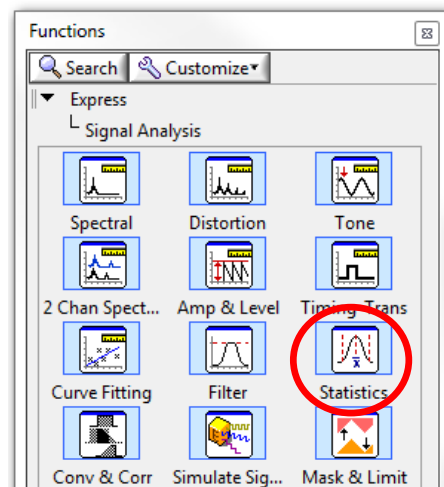 Functions
Search Customize
Express
Signal Analysis
Spectral Distortion Tone
2 Chan Spect... Amp & Level Timing-Trans
Curve Fitting Filter Statistics
Conv & Corr Simulate Sig... Mask & Limit